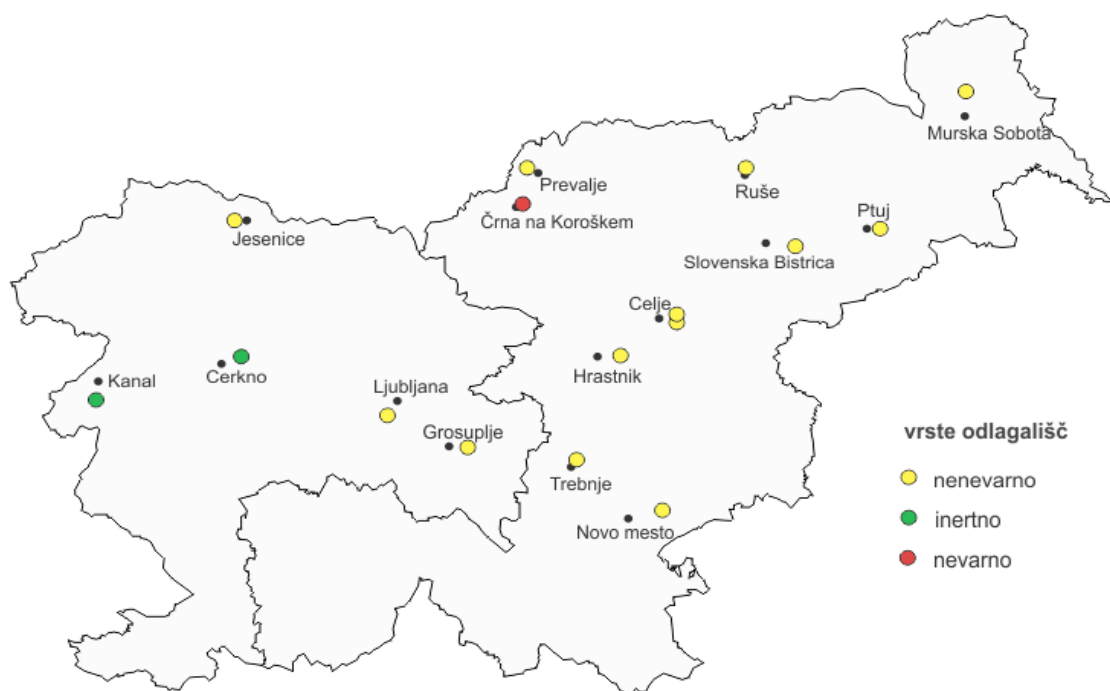 Murska Sobota
Prevalje
Ruše
Črna na Koroškem
Ptuj
Jesenice
Slovenska Bistrica
Celje
Kanal
Cerkno
Hrastnik
Ljubljana
Grosuplje
Trebnje
Novo mesto
vrste odlagališč
nenevarno
inertno
nevarno